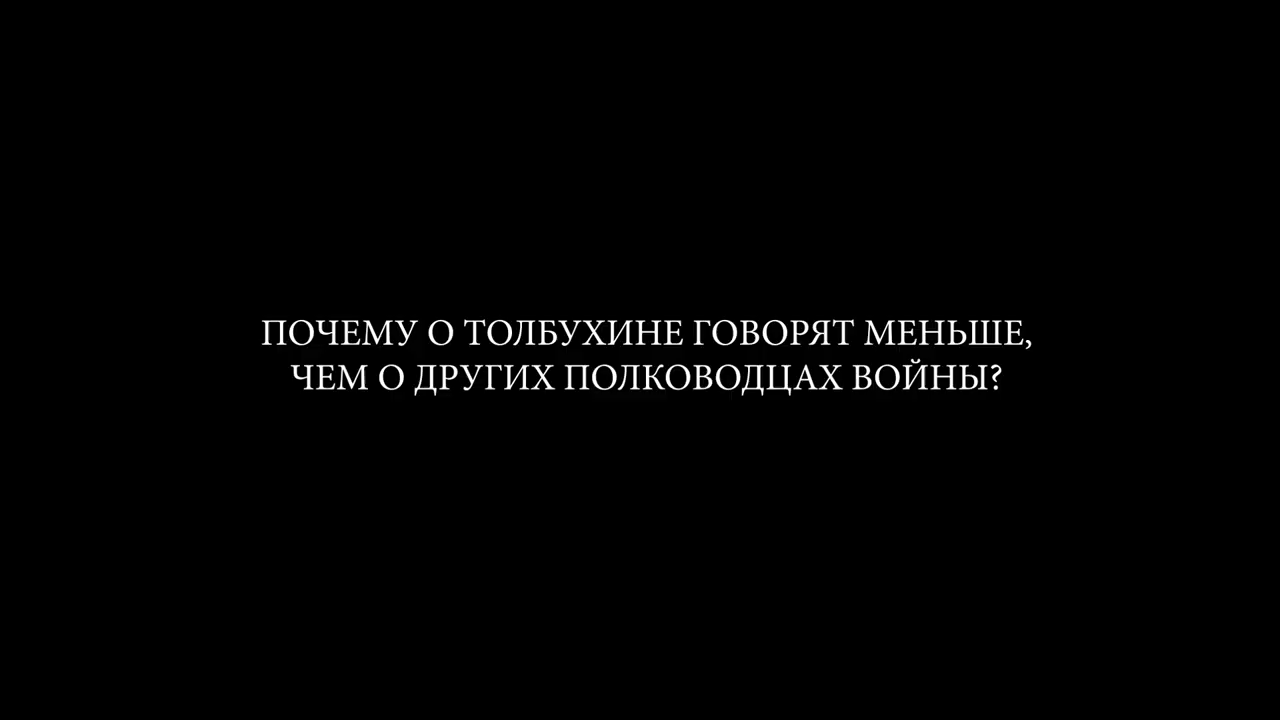 ПОЧЕМУ О ТОЛБУХИНЕ ГОВОРЯТ МЕНЬШЕ,
ЧЕМ О ДРУГИХ ПОЛКОВОДЦАХ ВОЙНЫ?